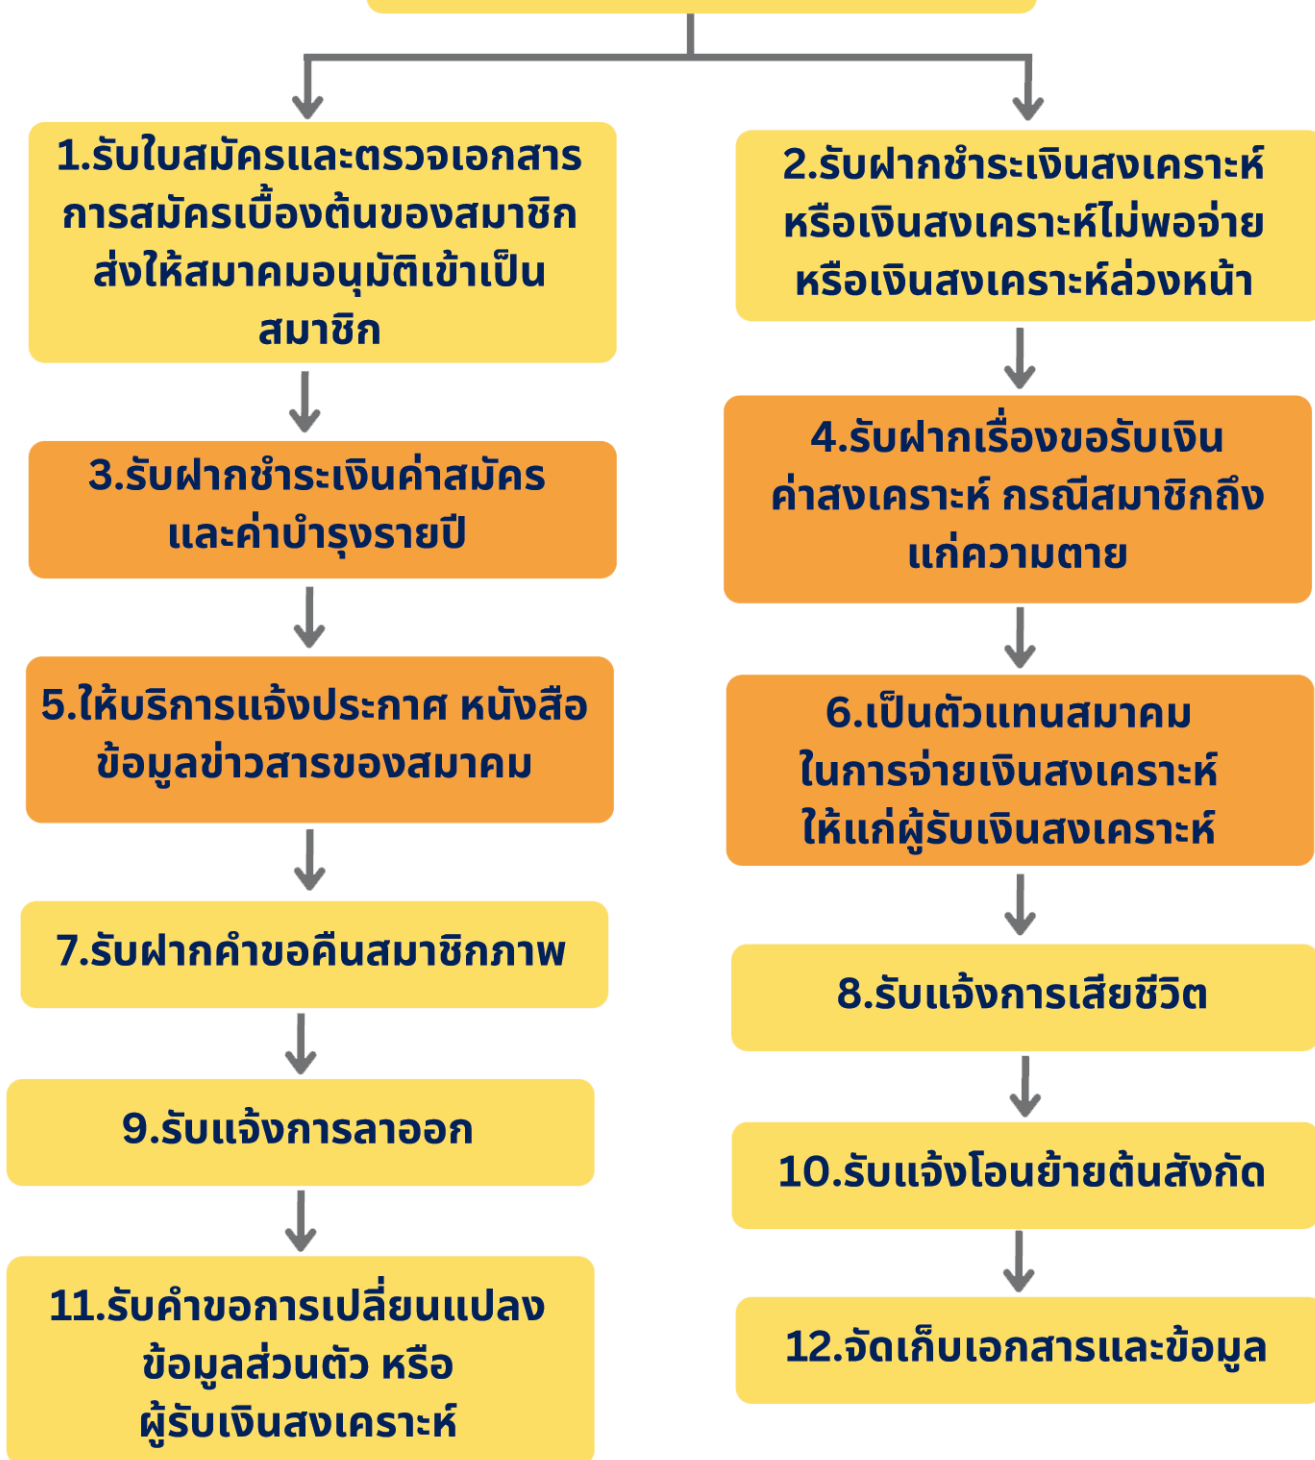 1.รับใบสมัครและตรวจเอกสาร
การสมัครเบื้องต้นของสมาชิก
ส่งให้สมาคมอนุมัติเข้าเป็น
สมาชิก
2.รับฝากชำระเงินสงเคราะห์
หรือเงินสงเคราะห์ไม่พอจ่าย
หรือเงินสงเคราะห์ล่วงหน้า
3.รับฝากชำระเงินค่าสมัคร
และค่าบำรุงรายปี
4.รับฝากเรื่องขอรับเงิน
ค่าสงเคราะห์ กรณีสมาชิกถึง
แก่ความตาย
5.ให้บริการแจ้งประกาศ หนังสือ
ข้อมูลข่าวสารของสมาคม
6.เป็นตัวแทนสมาคม
ในการจ่ายเงินสงเคราะห์
ให้แก่ผู้รับเงินสงเคราะห์
7.รับฝากคำขอคืนสมาชิกภาพ
8.รับแจ้งการเสียชีวิต
9.รับแจ้งการลาออก
10.รับแจ้งโอนย้ายต้นสังกัด
11.รับคำขอการเปลี่ยนแปลง
ข้อมูลส่วนตัว หรือ
ผู้รับเงินสงเคราะห์
12.จัดเก็บเอกสารและข้อมูล